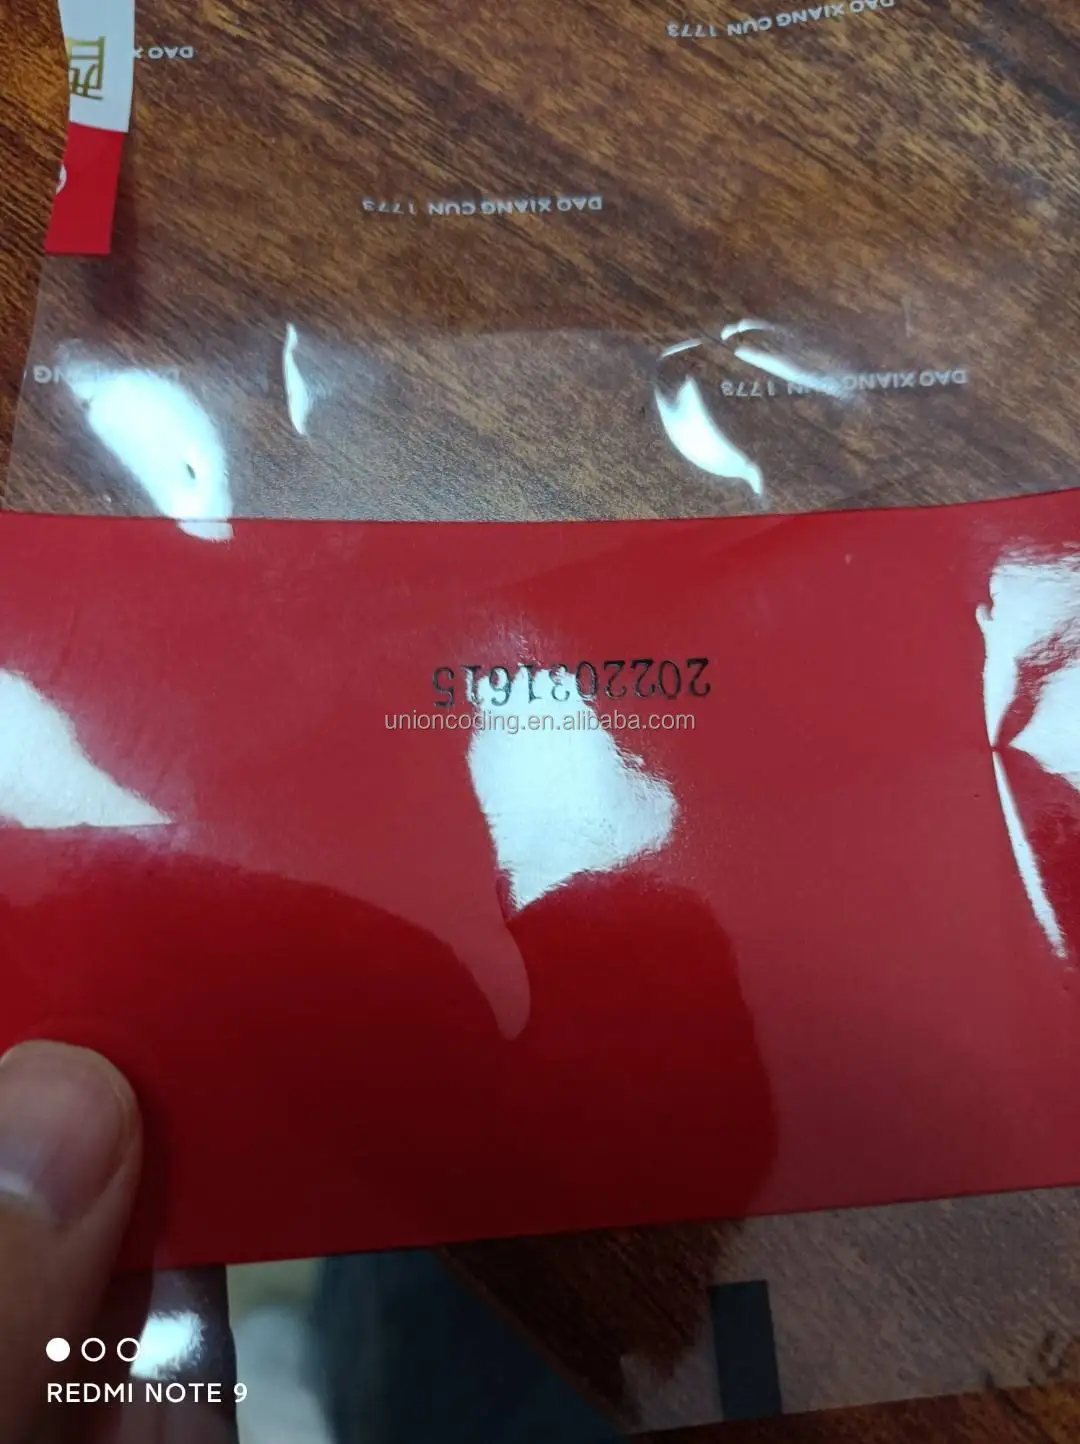 DAO X
DAO XIANG CUN 1773
DAO XIANG CUN 1773
DAO XIANG CUN 1773
2022031615
unioncoding.en.alibaba.com
REDMI NOTE 9